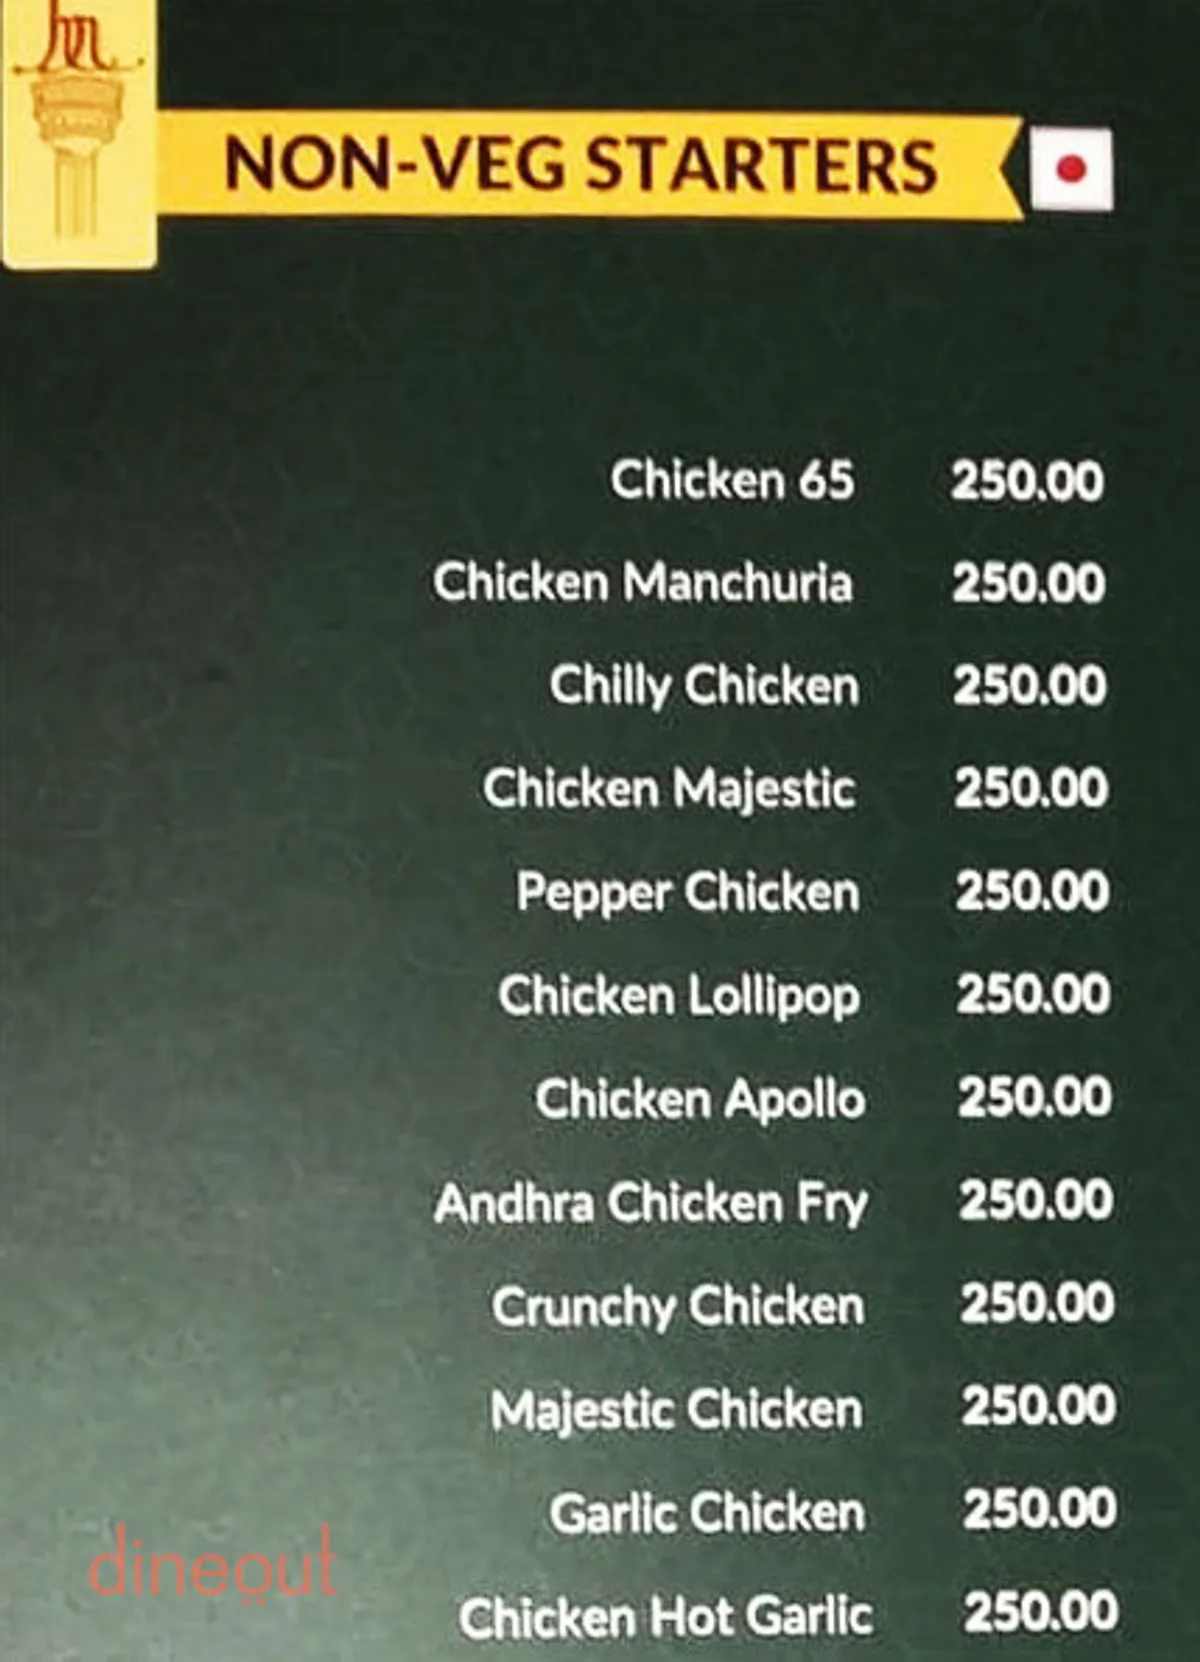 hn
NON-VEG STARTERS
Chicken 65 250.00
Chicken Manchuria 250.00
Chilly Chicken 250.00
Chicken Majestic 250.00
Pepper Chicken 250.00
Chicken Lollipop 250.00
Chicken Apollo 250.00
Andhra Chicken Fry 250.00
Crunchy Chicken 250.00
Majestic Chicken 250.00
Garlic Chicken 250.00
dineout
Chicken Hot Garlic 250.00